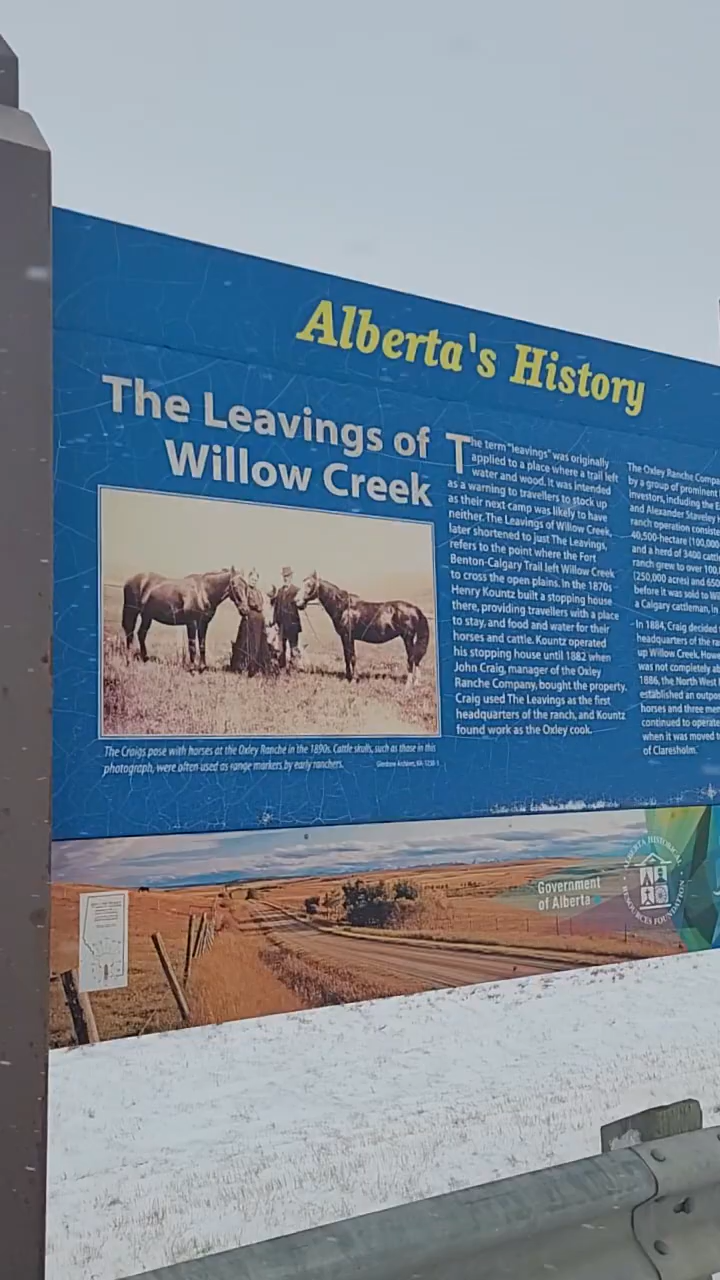 Alberta's History
The Leavings of
Willow Creek
The term "leavings" was originally
applied to a place where a trail left
water and wood. It was intended
as a warning to travellers to stock up
as their next camp was likely to have
neither. The Leavings of Willow Creek,
later shortened to just The Leavings,
refers to the point where the Fort
Benton-Calgary Trail left Willow Creek
to cross the open plains. In the 1870s
Henry Kountz built a stopping house
there, providing travellers with a place
to stay, and food and water for their
horses and cattle. Kountz operated
his stopping house until 1882 when
John Craig, manager of the Oxley
Ranche Company, bought the property.
Craig used The Leavings as the first
headquarters of the ranch, and Kountz
found work as the Oxley cook.
The Oxley Ranche Compa
by a group of prominent
investors, including the E
and Alexander Staveley
ranch operation consiste
40,500-hectare (100,000
and a herd of 3400 cattl
ranch grew to over 100,
(250,000 acres) and 650
before it was sold to Wi
a Calgary cattleman, in
In 1884, Craig decided
headquarters of the ra
up Willow Creek. Howe
was not completely ab
1886, the North West
established an outpos
horses and three men
continued to operate
when it was moved t
of Claresholm.
The Craigs pose with horses at the Oxley Ranche in the 1890s. Cattle skulls, such as those in this
photograph, were often used as range markers by early ranchers.
Glenbow Archives,
Government
of Alberta
ALBERTA HISTORICAL
RESOURCES FOUNDATION